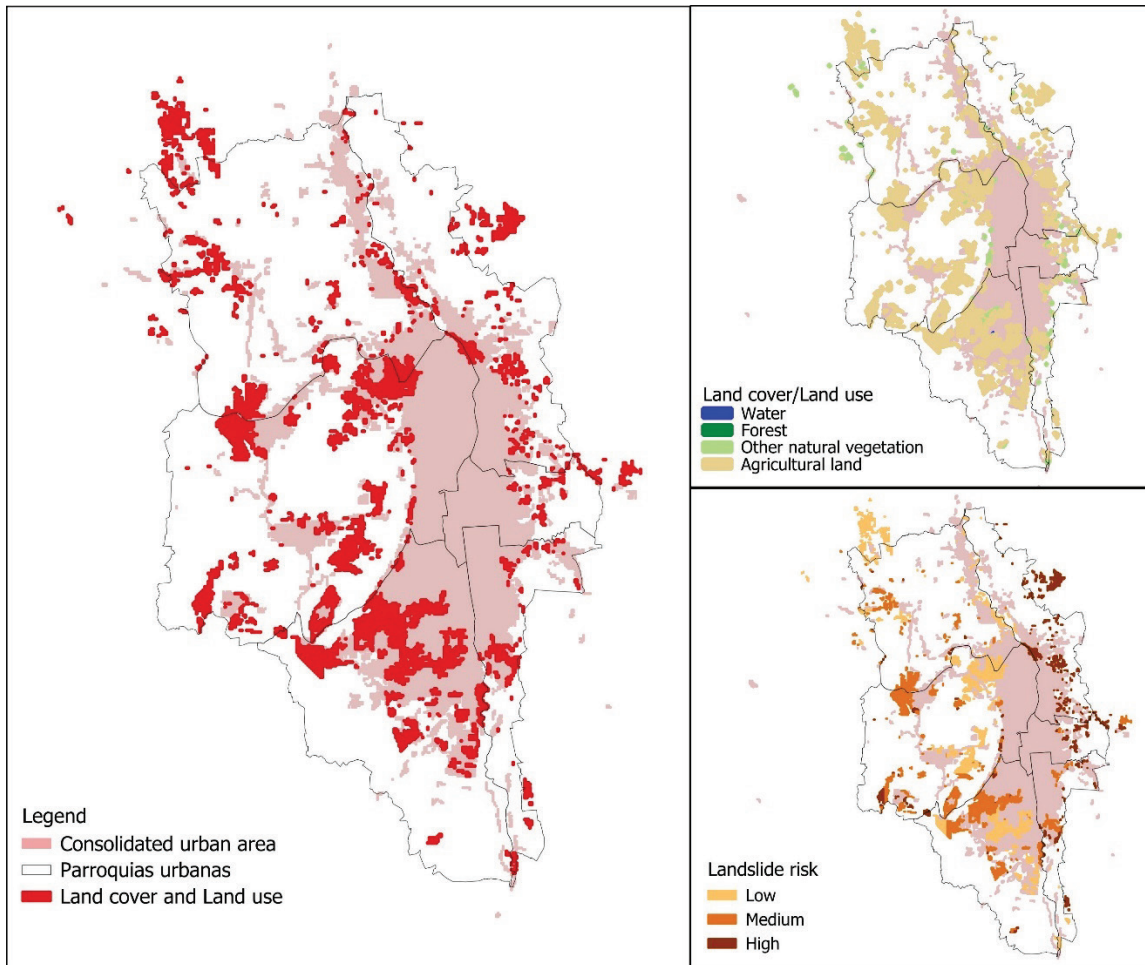 Legend
Consolidated urban area
Parroquias urbanas
Land cover and Land use
Land cover/Land use
Water
Forest
Other natural vegetation
Agricultural land
Landslide risk
Low
Medium
High